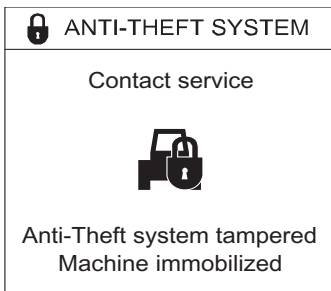 ANTI-THEFT SYSTEM
Contact service
Anti-Theft system tampered
Machine immobilized